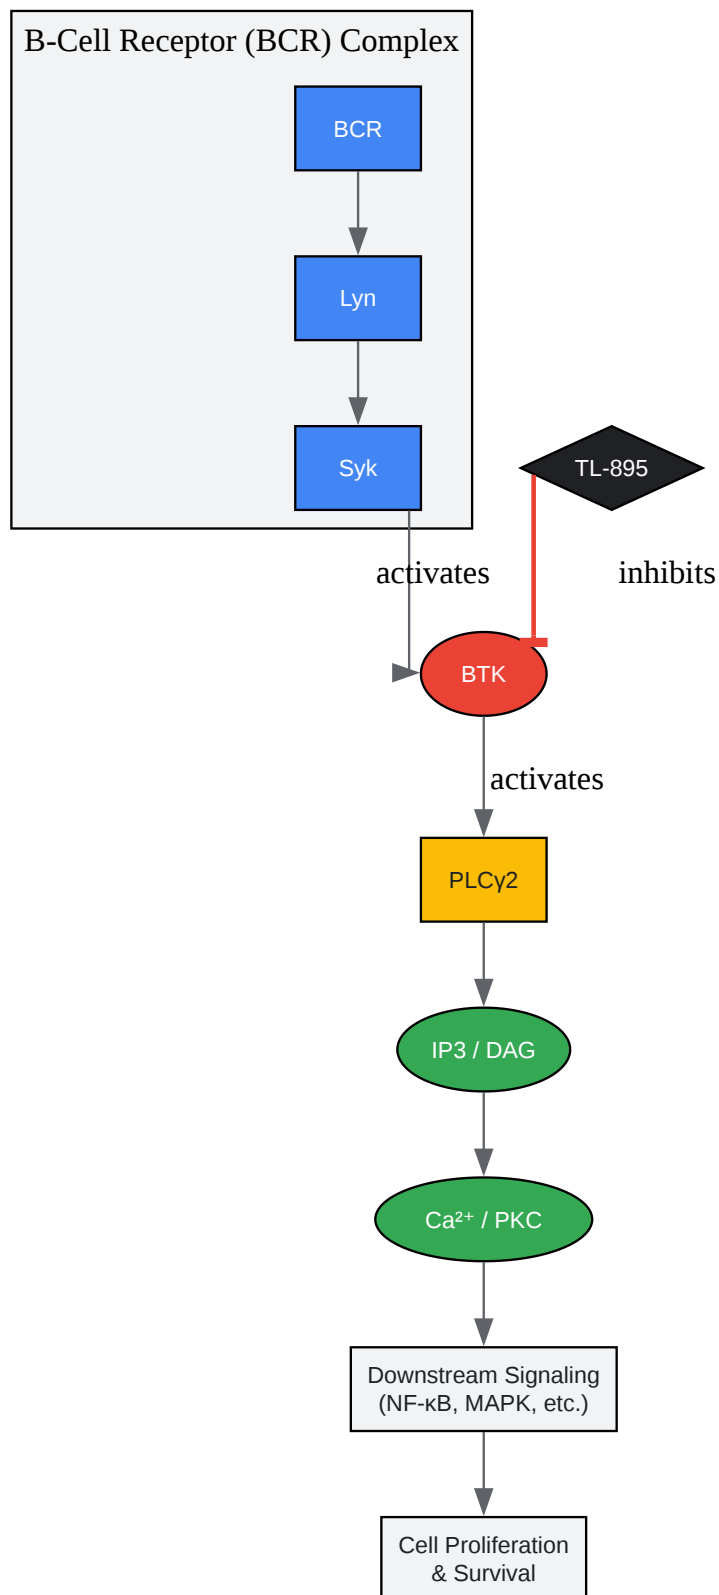 B-Cell Receptor (BCR) Complex
BCR
Lyn
Syk
TL-895
activates
inhibits
BTK
activates
PLCγ2
IP3 / DAG
Ca²⁺ / PKC
Downstream Signaling
(NF-κB, MAPK, etc.)
Cell Proliferation
& Survival